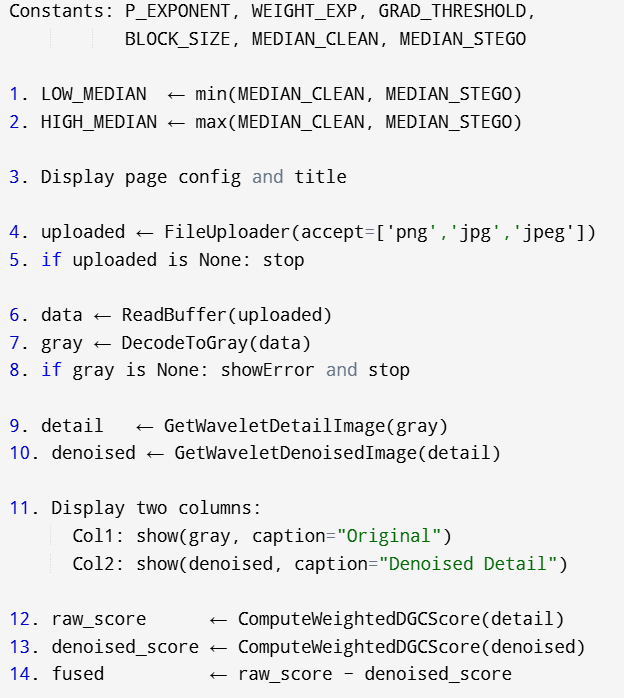 Constants: P_EXPONENT, WEIGHT_EXP, GRAD_THRESHOLD,
BLOCK_SIZE, MEDIAN_CLEAN, MEDIAN_STEGO
1. LOW_MEDIAN ← min(MEDIAN_CLEAN, MEDIAN_STEGO)
2. HIGH_MEDIAN ← max(MEDIAN_CLEAN, MEDIAN_STEGO)
3. Display page config and title
4. uploaded ← FileUploader(accept=['png','jpg','jpeg'])
5. if uploaded is None: stop
6. data ← ReadBuffer(uploaded)
7. gray ← DecodeToGray(data)
8. if gray is None: showError and stop
9. detail ← GetWaveletDetailImage(gray)
10. denoised ← GetWaveletDenoisedImage(detail)
11. Display two columns:
Col1: show(gray, caption="Original")
Col2: show(denoised, caption="Denoised Detail")
12. raw_score ← ComputeWeightedDGCScore(detail)
13. denoised_score ← ComputeWeightedDGCScore(denoised)
14. fused ← raw_score − denoised_score